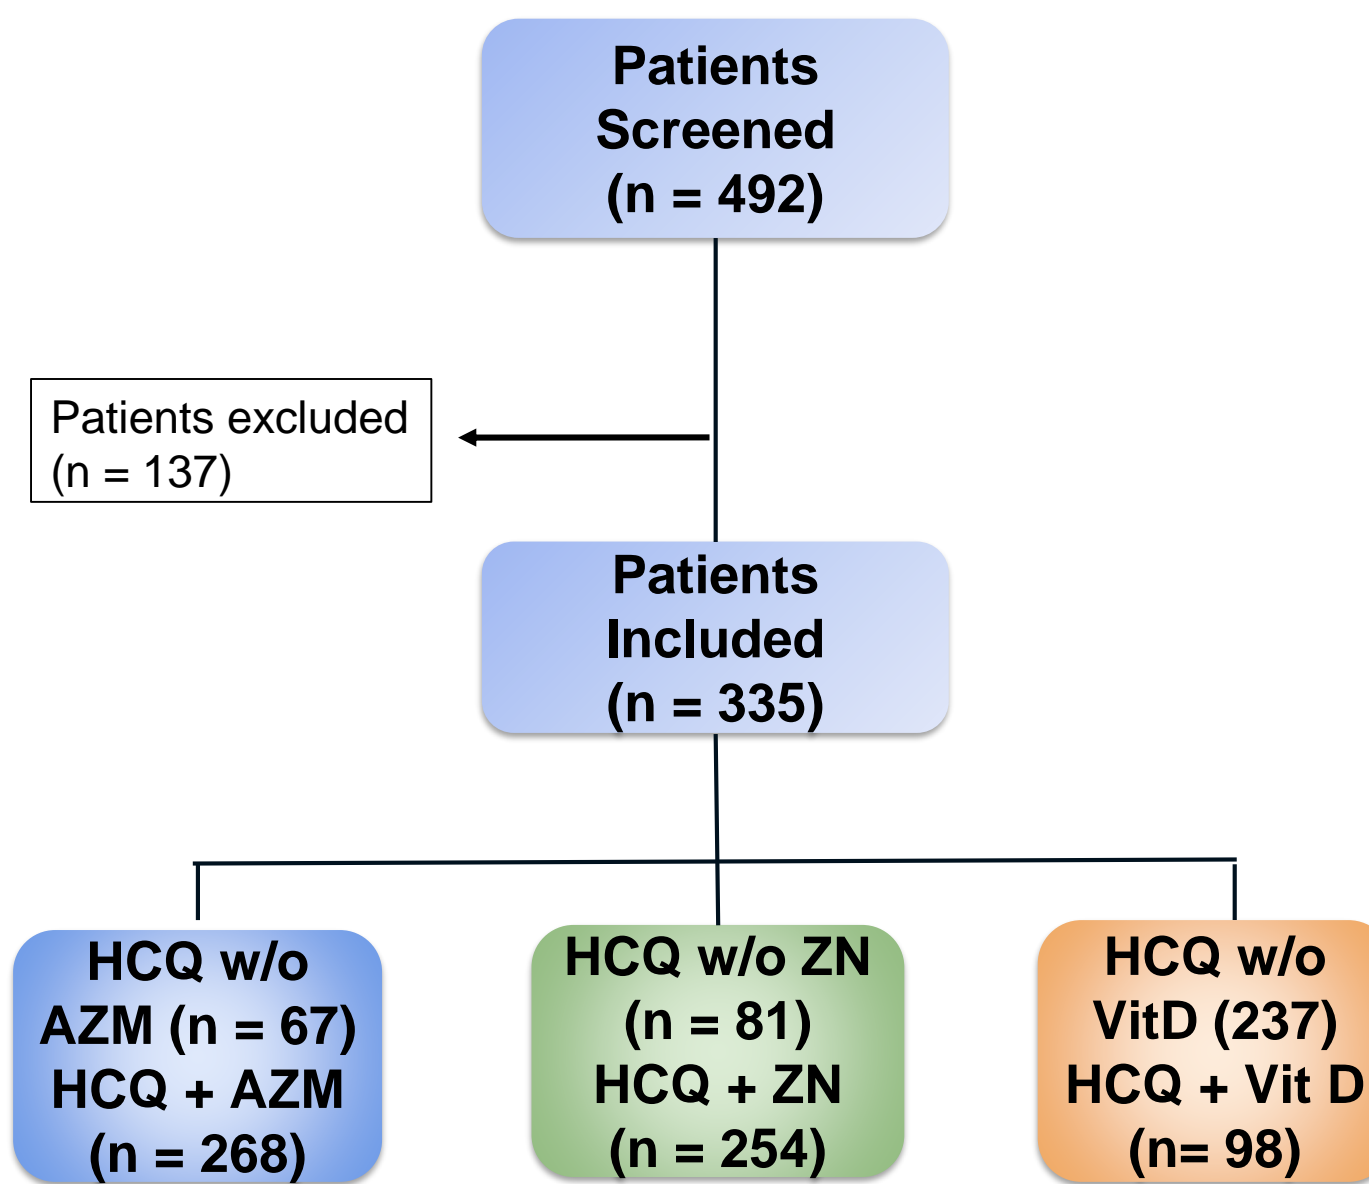 Patients
Screened
(n = 492)
Patients excluded
(n = 137)
Patients
Included
(n = 335)
HCQ w/o
AZM (n = 67)
HCQ + AZM
(n = 268)
HCQ w/o ZN
(n = 81)
HCQ + ZN
(n = 254)
HCQ w/o
VitD (237)
HCQ + Vit D
(n= 98)